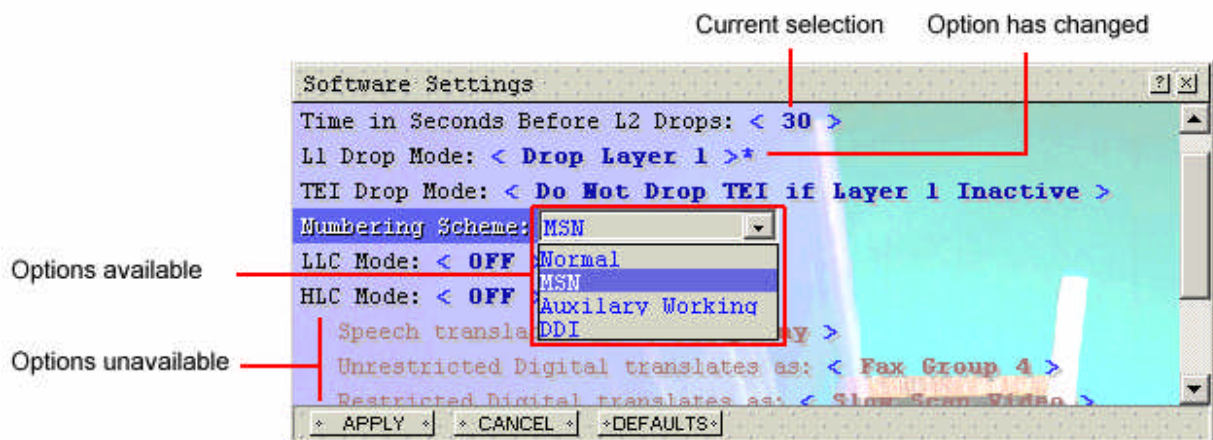 Current selection Option has changed
Software Settings
Time in Seconds Before L2 Drops: < 30 >
L1 Drop Mode: < Drop Layer 1 >*
TEI Drop Mode: < Do Not Drop TEI if Layer 1 Inactive >
Numbering Scheme: MSN
Options available
LLC Mode: < OFF
Normal
MSN
HLC Mode: < OFF
Auxilary Working
DDI
Speech transla
>
Options unavailable
Unrestricted Digital translates as: < Fax Group 4 >
Restricted Digital translates as: < Slow Scan Video >
APPLY CANCEL DEFAULTS